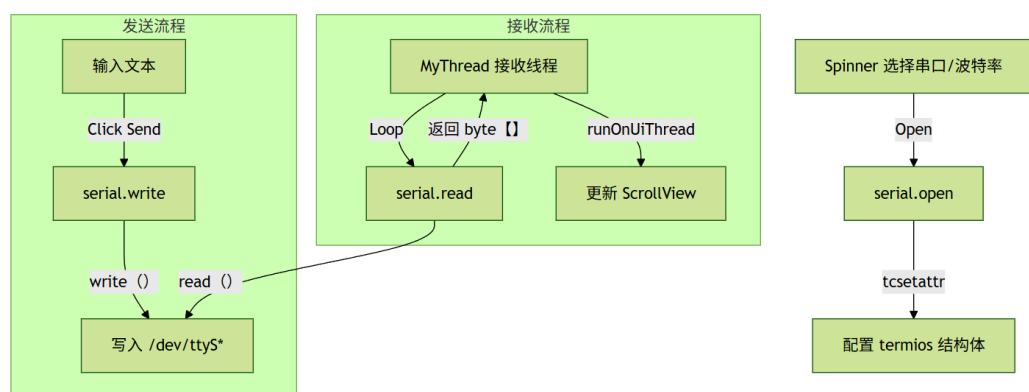 发送流程
输入文本
Click Send
serial.write
write（）
写入 /dev/ttyS*
接收流程
MyThread 接收线程
Loop
返回 byte【】
runOnUiThread
serial.read
更新 ScrollView
read（）
Spinner 选择串口/波特率
Open
serial.open
tcsetattr
配置 termios 结构体